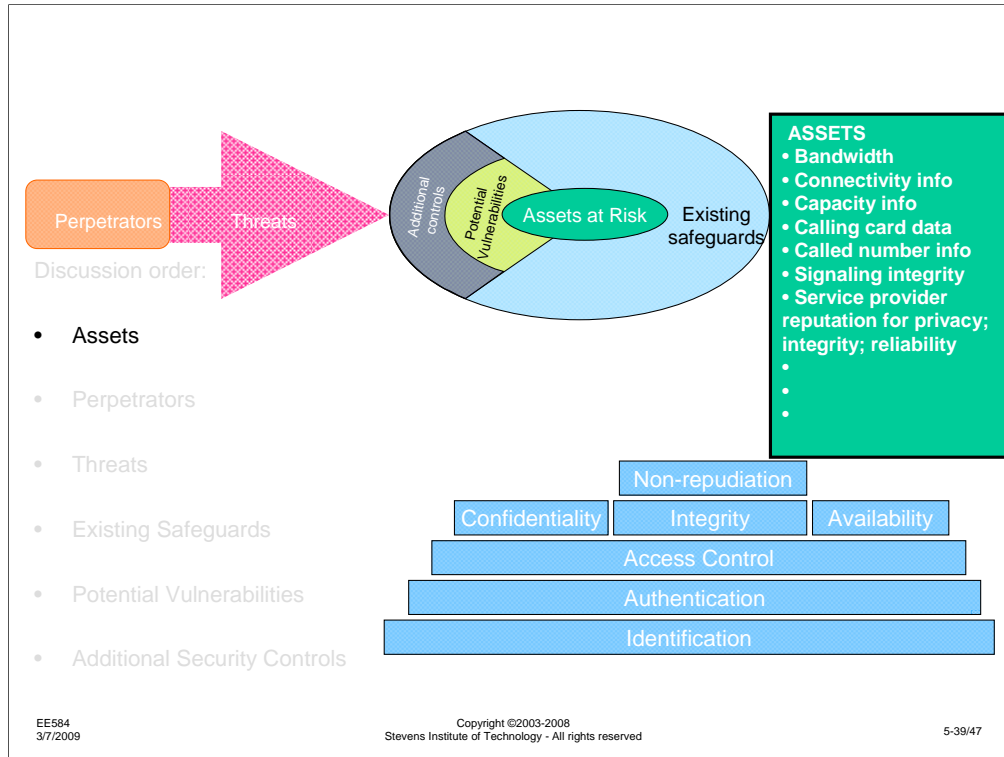 Perpetrators
Threats
Additional
controls
Potential
Vulnerabilities
Assets at Risk
Existing
safeguards
ASSETS
• Bandwidth
• Connectivity info
• Capacity info
• Calling card data
• Called number info
• Signaling integrity
• Service provider
reputation for privacy;
integrity; reliability
•
•
•
Discussion order:
• Assets
• Perpetrators
• Threats
• Existing Safeguards
• Potential Vulnerabilities
• Additional Security Controls
Non-repudiation
Confidentiality
Integrity
Availability
Access Control
Authentication
Identification
EE584
3/7/2009
Copyright ©2003-2008
Stevens Institute of Technology - All rights reserved
5-39/47